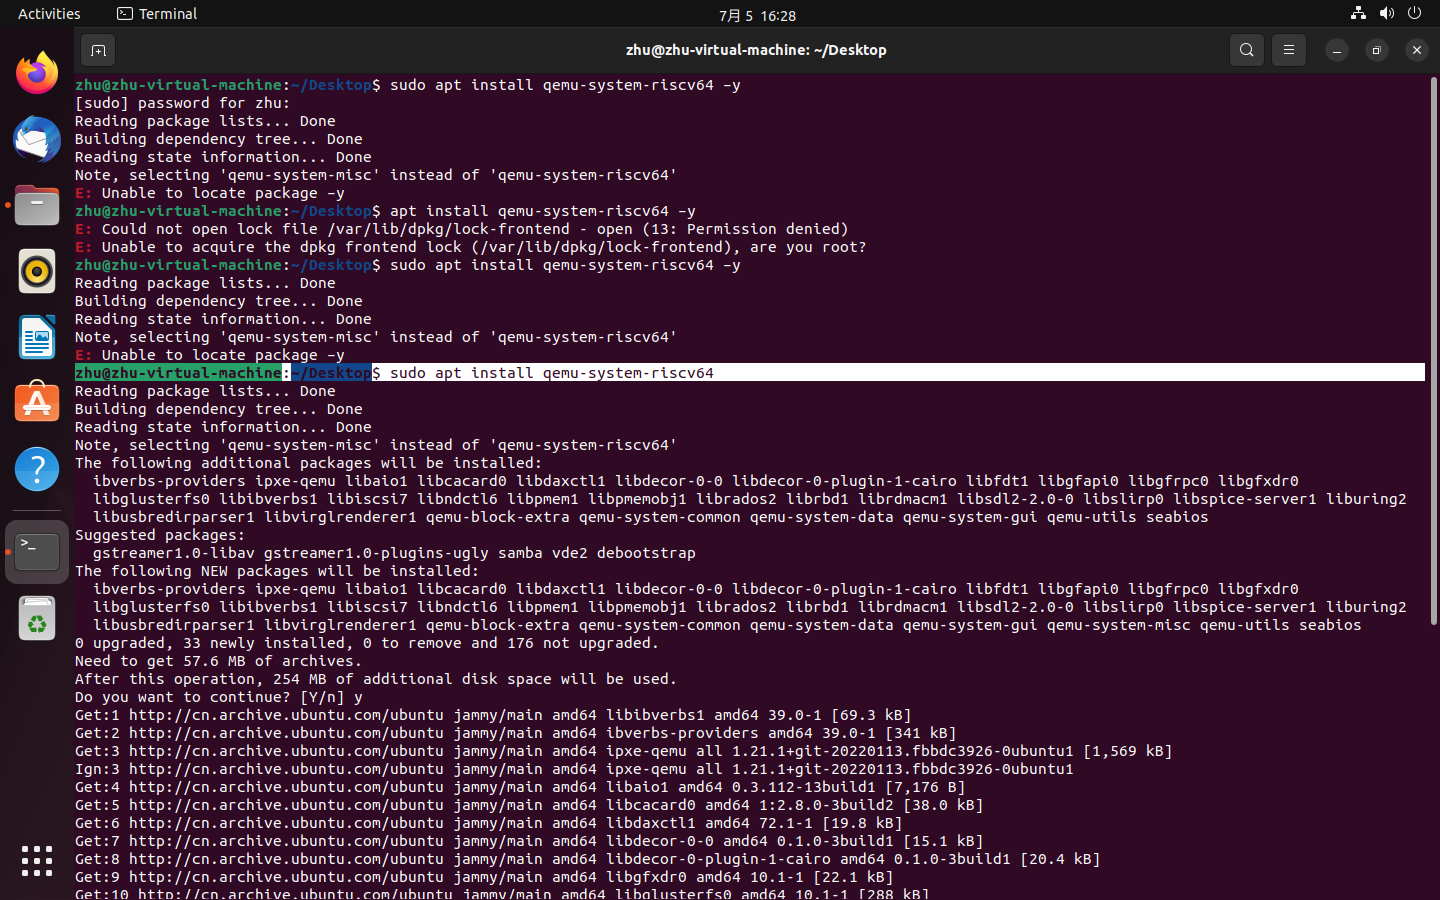 Activities
Terminal
7月 5 16:28
zhu@zhu-virtual-machine: ~/Desktop
zhu@zhu-virtual-machine:~/Desktop$ sudo apt install qemu-system-riscv64 –y
[sudo] password for zhu:
Reading package lists... Done
Building dependency tree... Done
Reading state information... Done
Note, selecting 'qemu-system-misc' instead of 'qemu-system-riscv64'
E: Unable to locate package –y
zhu@zhu-virtual-machine:~/Desktop$ apt install qemu-system-riscv64 –y
E: Could not open lock file /var/lib/dpkg/lock-frontend - open (13: Permission denied)
E: Unable to acquire the dpkg frontend lock (/var/lib/dpkg/lock-frontend), are you root?
zhu@zhu-virtual-machine:~/Desktop$ sudo apt install qemu-system-riscv64 –y
Reading package lists... Done
Building dependency tree... Done
Reading state information... Done
Note, selecting 'qemu-system-misc' instead of 'qemu-system-riscv64'
E: Unable to locate package –y
zhu@zhu-virtual-machine:~/Desktop$ sudo apt install qemu-system-riscv64
Reading package lists... Done
Building dependency tree... Done
Reading state information... Done
Note, selecting 'qemu-system-misc' instead of 'qemu-system-riscv64'
The following additional packages will be installed:
  ibverbs-providers ipxe-qemu libaio1 libcacard0 libdaxctl1 libdecor-0-0 libdecor-0-plugin-1-cairo libfdt1 libgfapi0 libgfrpc0 libgfxdr0
  libglusterfs0 libibverbs1 libiscsi7 libndctl6 libpmem1 libpmemobj1 librados2 librbd1 librdmacm1 libsdl2-2.0-0 libslirp0 libspice-server1 liburing2
  libusbredirparser1 libvirglrenderer1 qemu-block-extra qemu-system-common qemu-system-data qemu-system-gui qemu-utils seabios
Suggested packages:
  gstreamer1.0-libav gstreamer1.0-plugins-ugly samba vde2 debootstrap
The following NEW packages will be installed:
  ibverbs-providers ipxe-qemu libaio1 libcacard0 libdaxctl1 libdecor-0-0 libdecor-0-plugin-1-cairo libfdt1 libgfapi0 libgfrpc0 libgfxdr0
  libglusterfs0 libibverbs1 libiscsi7 libndctl6 libpmem1 libpmemobj1 librados2 librbd1 librdmacm1 libsdl2-2.0-0 libslirp0 libspice-server1 liburing2
  libusbredirparser1 libvirglrenderer1 qemu-block-extra qemu-system-common qemu-system-data qemu-system-gui qemu-system-misc qemu-utils seabios
0 upgraded, 33 newly installed, 0 to remove and 176 not upgraded.
Need to get 57.6 MB of archives.
After this operation, 254 MB of additional disk space will be used.
Do you want to continue? [Y/n] y
Get:1 http://cn.archive.ubuntu.com/ubuntu jammy/main amd64 libibverbs1 amd64 39.0-1 [69.3 kB]
Get:2 http://cn.archive.ubuntu.com/ubuntu jammy/main amd64 ibverbs-providers amd64 39.0-1 [341 kB]
Get:3 http://cn.archive.ubuntu.com/ubuntu jammy/main amd64 ipxe-qemu all 1.21.1+git-20220113.fbbdc3926-0ubuntu1 [1,569 kB]
Ign:3 http://cn.archive.ubuntu.com/ubuntu jammy/main amd64 ipxe-qemu all 1.21.1+git-20220113.fbbdc3926-0ubuntu1
Get:4 http://cn.archive.ubuntu.com/ubuntu jammy/main amd64 libaio1 amd64 0.3.112-13build1 [7,176 B]
Get:5 http://cn.archive.ubuntu.com/ubuntu jammy/main amd64 libcacard0 amd64 1:2.8.0-3build2 [38.0 kB]
Get:6 http://cn.archive.ubuntu.com/ubuntu jammy/main amd64 libdaxctl1 amd64 72.1-1 [19.8 kB]
Get:7 http://cn.archive.ubuntu.com/ubuntu jammy/main amd64 libdecor-0-0 amd64 0.1.0-3build1 [15.1 kB]
Get:8 http://cn.archive.ubuntu.com/ubuntu jammy/main amd64 libdecor-0-plugin-1-cairo amd64 0.1.0-3build1 [20.4 kB]
Get:9 http://cn.archive.ubuntu.com/ubuntu jammy/main amd64 libgfxdr0 amd64 10.1-1 [22.1 kB]
Get:10 http://cn.archive.ubuntu.com/ubuntu jammy/main amd64 libglusterfs0 amd64 10.1-1 [288 kB]